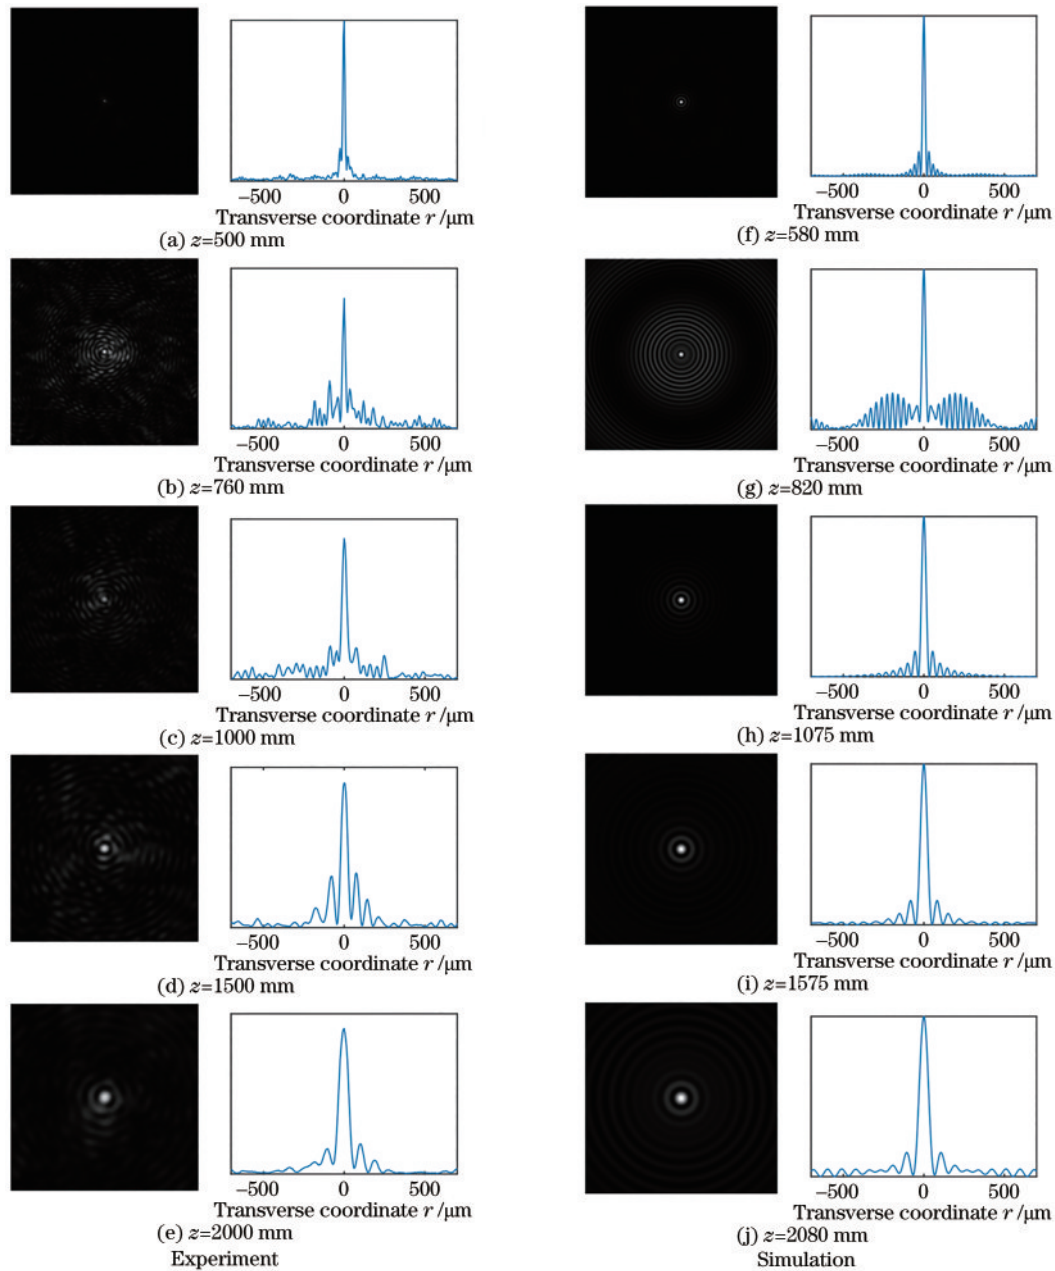 −500 0 500
Transverse coordinate r /μm
(a) z=500 mm
−500 0 500
Transverse coordinate r /μm
(f) z=580 mm
−500 0 500
Transverse coordinate r /μm
(b) z=760 mm
−500 0 500
Transverse coordinate r /μm
(g) z=820 mm
−500 0 500
Transverse coordinate r /μm
(c) z=1000 mm
−500 0 500
Transverse coordinate r /μm
(h) z=1075 mm
−500 0 500
Transverse coordinate r /μm
(d) z=1500 mm
−500 0 500
Transverse coordinate r /μm
(i) z=1575 mm
−500 0 500
Transverse coordinate r /μm
(e) z=2000 mm
Experiment
−500 0 500
Transverse coordinate r /μm
(j) z=2080 mm
Simulation